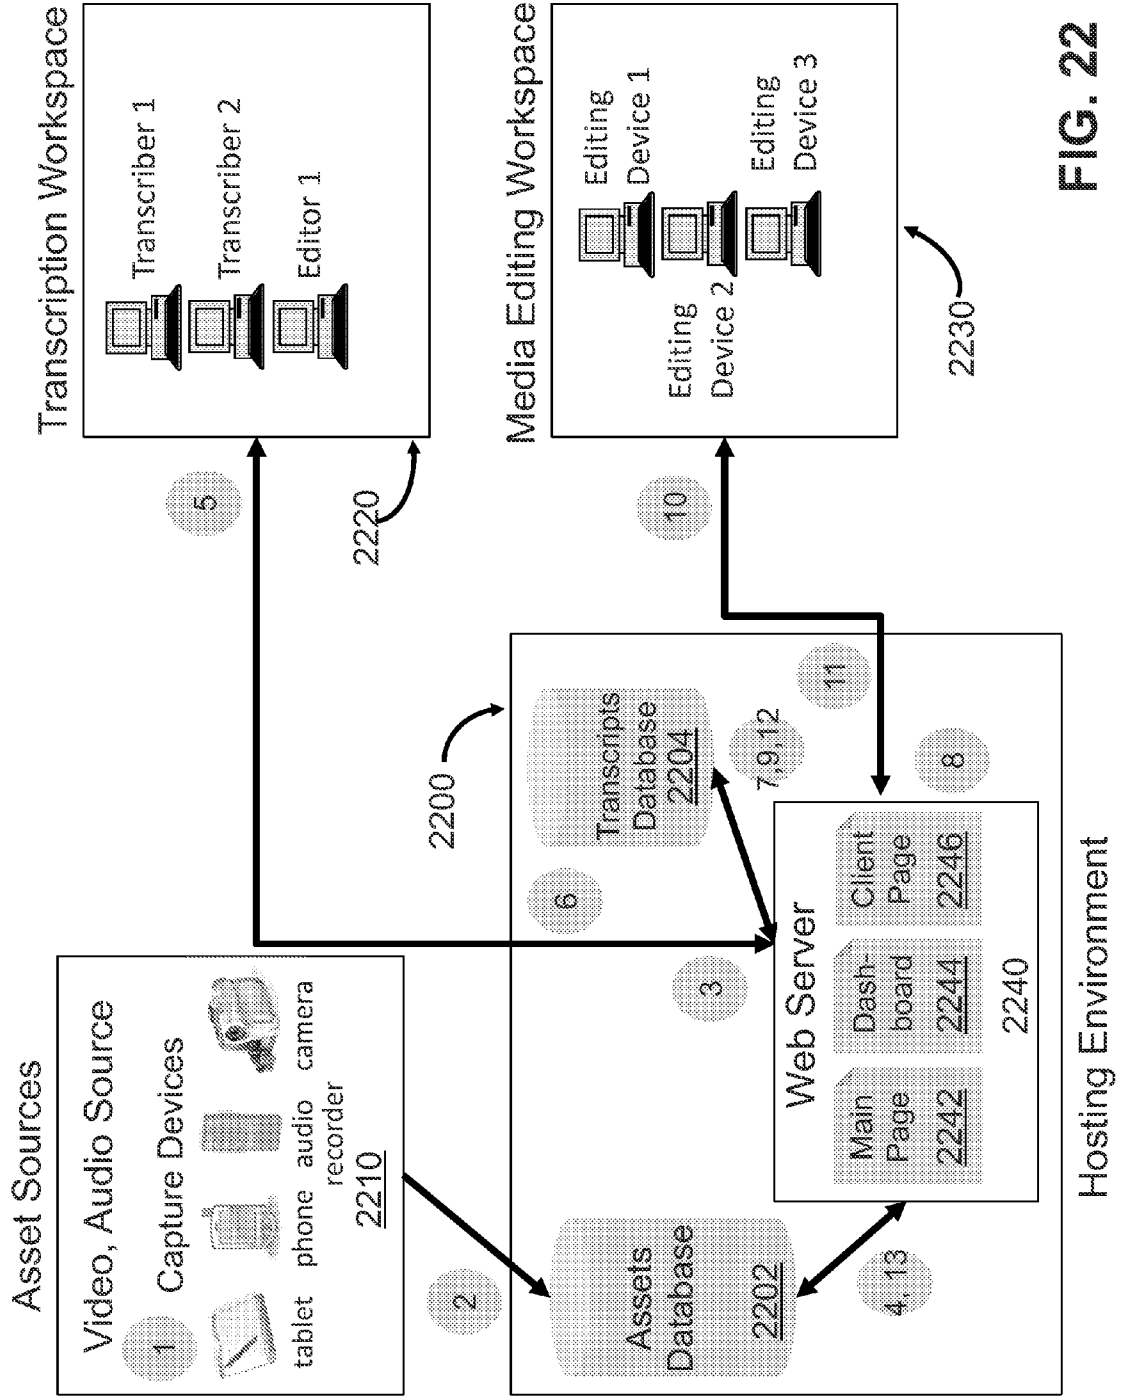 Asset Sources
Video, Audio Source
1
Capture Devices
tablet
phone
audio
recorder
camera
2210
Transcription Workspace
Transcriber 1
Transcriber 2
Editor 1
5
2220
2
2200
6
3
Assets
Database
2202
Transcripts
Database
2204
7,9,12
4,13
Web Server
Main
Page
2242
Dash-
board
2244
Client
Page
2246
2240
8
11
10
Hosting Environment
Media Editing Workspace
Editing
Device 1
Editing
Device 2
Editing
Device 3
2230
FIG. 22